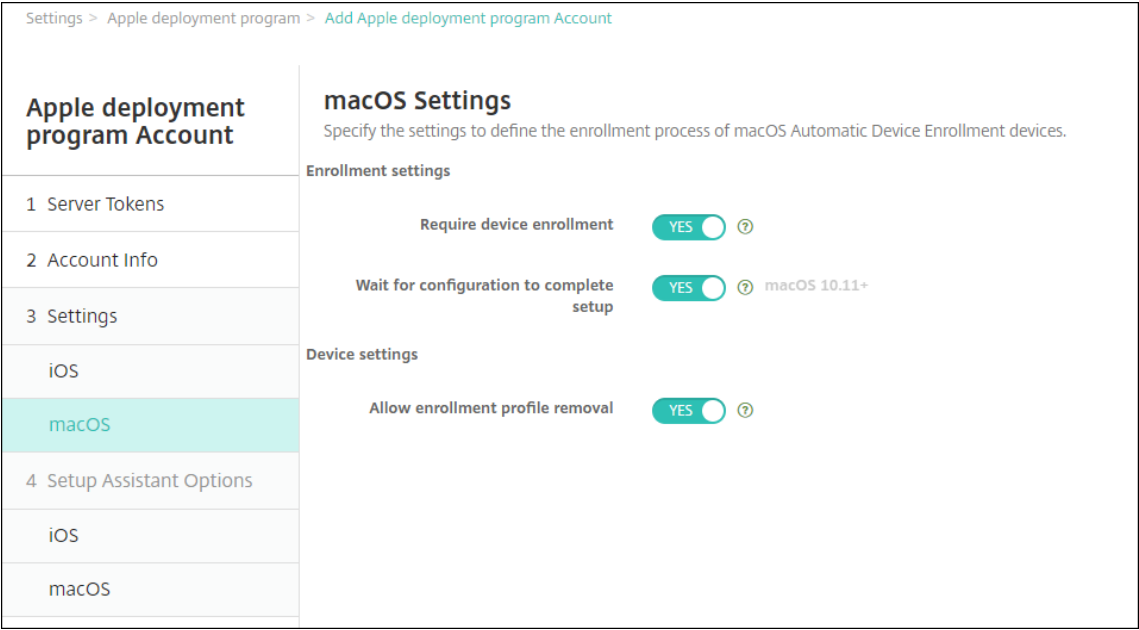 Settings > Apple deployment program > Add Apple deployment program Account
Apple deployment
program Account
1 Server Tokens
2 Account Info
3 Settings
iOS
macOS
4 Setup Assistant Options
iOS
macOS
macOS Settings
Specify the settings to define the enrollment process of macOS Automatic Device Enrollment devices.
Enrollment settings
Require device enrollment YES ?
Wait for configuration to complete
setup YES ? macOS 10.11+
Device settings
Allow enrollment profile removal YES ?